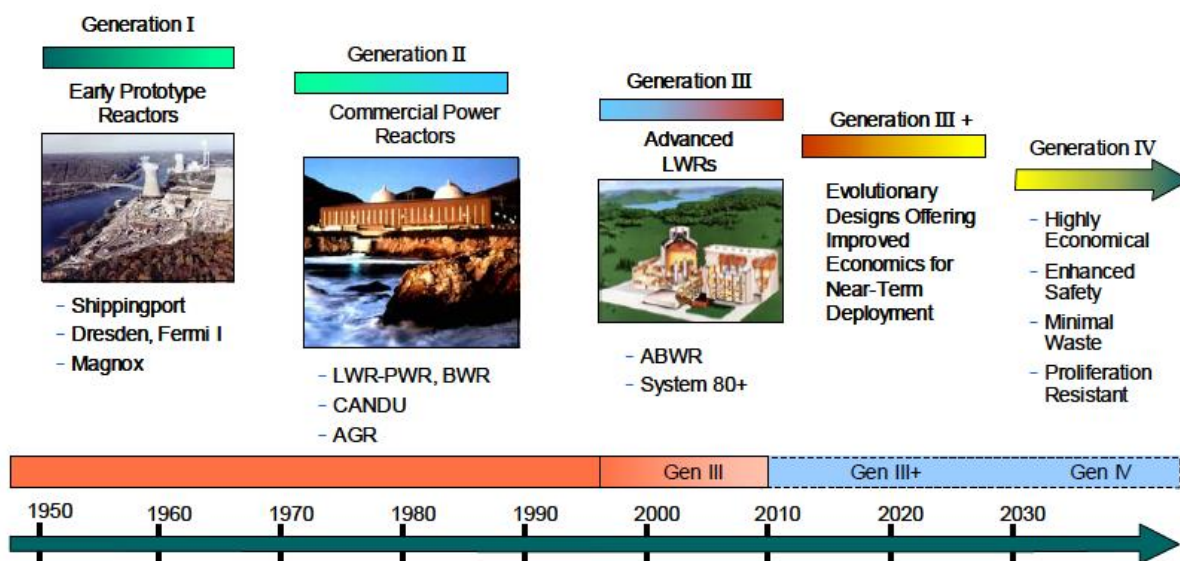 Generation I
Early Prototype
Reactors
– Shippingport
– Dresden, Fermi I
– Magnox
Generation II
Commercial Power
Reactors
– LWR-PWR, BWR
– CANDU
– AGR
Generation III
Advanced
LWRs
– ABWR
– System 80+
Generation III +
Evolutionary
Designs Offering
Improved
Economics for
Near-Term
Deployment
Generation IV
– Highly
Economical
– Enhanced
Safety
– Minimal
Waste
– Proliferation
Resistant
Gen III
Gen III+
Gen IV
1950
1960
1970
1980
1990
2000
2010
2020
2030